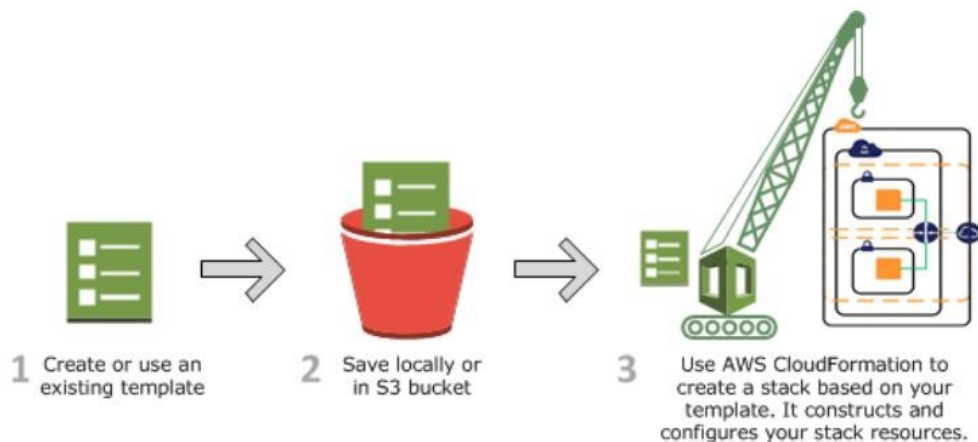 1 Create or use an
existing template
2 Save locally or
in S3 bucket
3 Use AWS CloudFormation to
create a stack based on your
template. It constructs and
configures your stack resources.